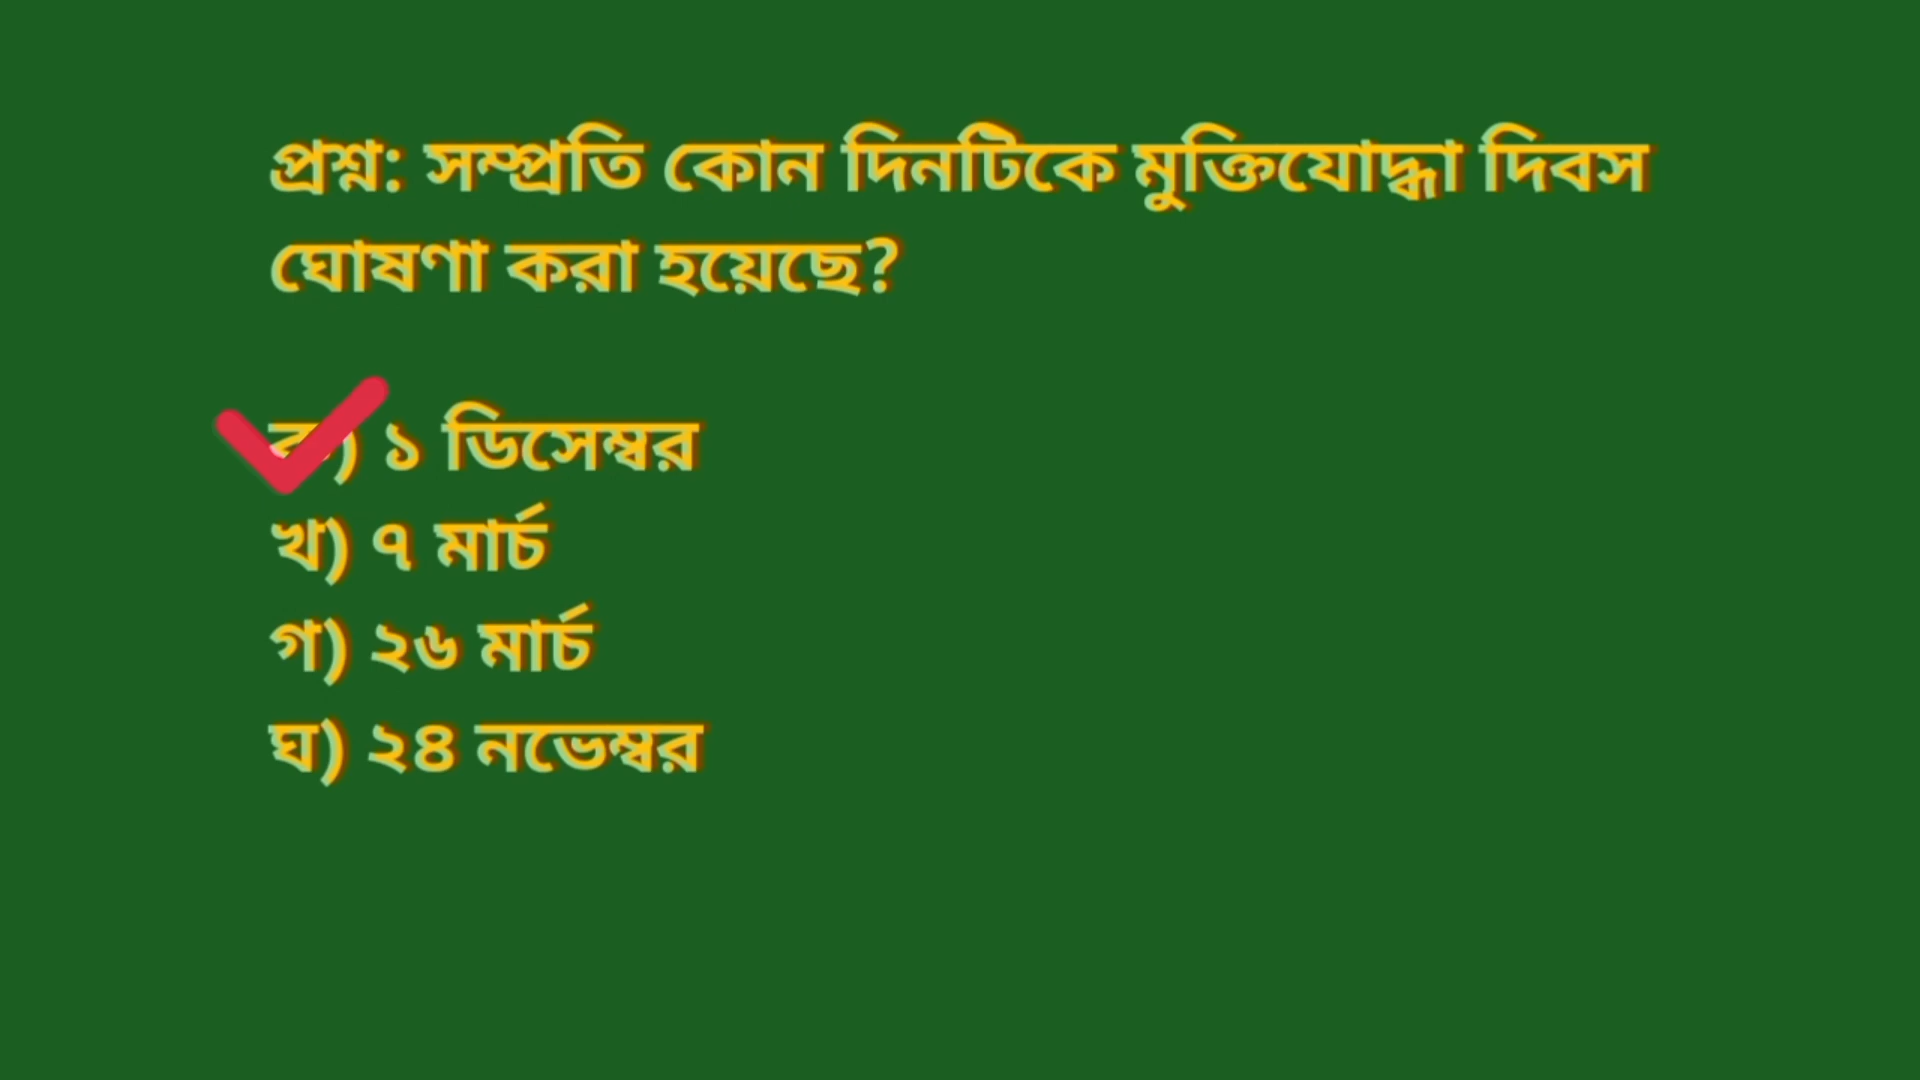 প্রশ্ন: সম্প্রতি কোন দিনটিকে মুক্তিযোদ্ধা দিবস
ঘোষণা করা হয়েছে?
ক) ১ ডিসেম্বর
খ) ৭ মার্চ
গ) ২৬ মার্চ
ঘ) ২৪ নভেম্বর